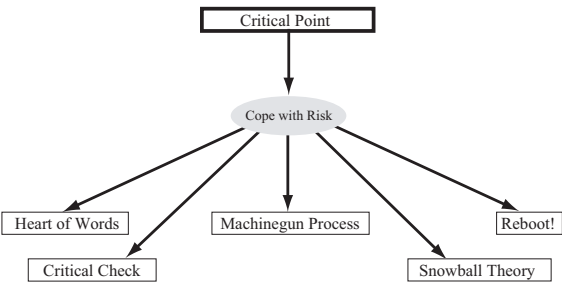 Critical Point
Cope with Risk
Heart of Words
Machinegun Process
Reboot!
Critical Check
Snowball Theory